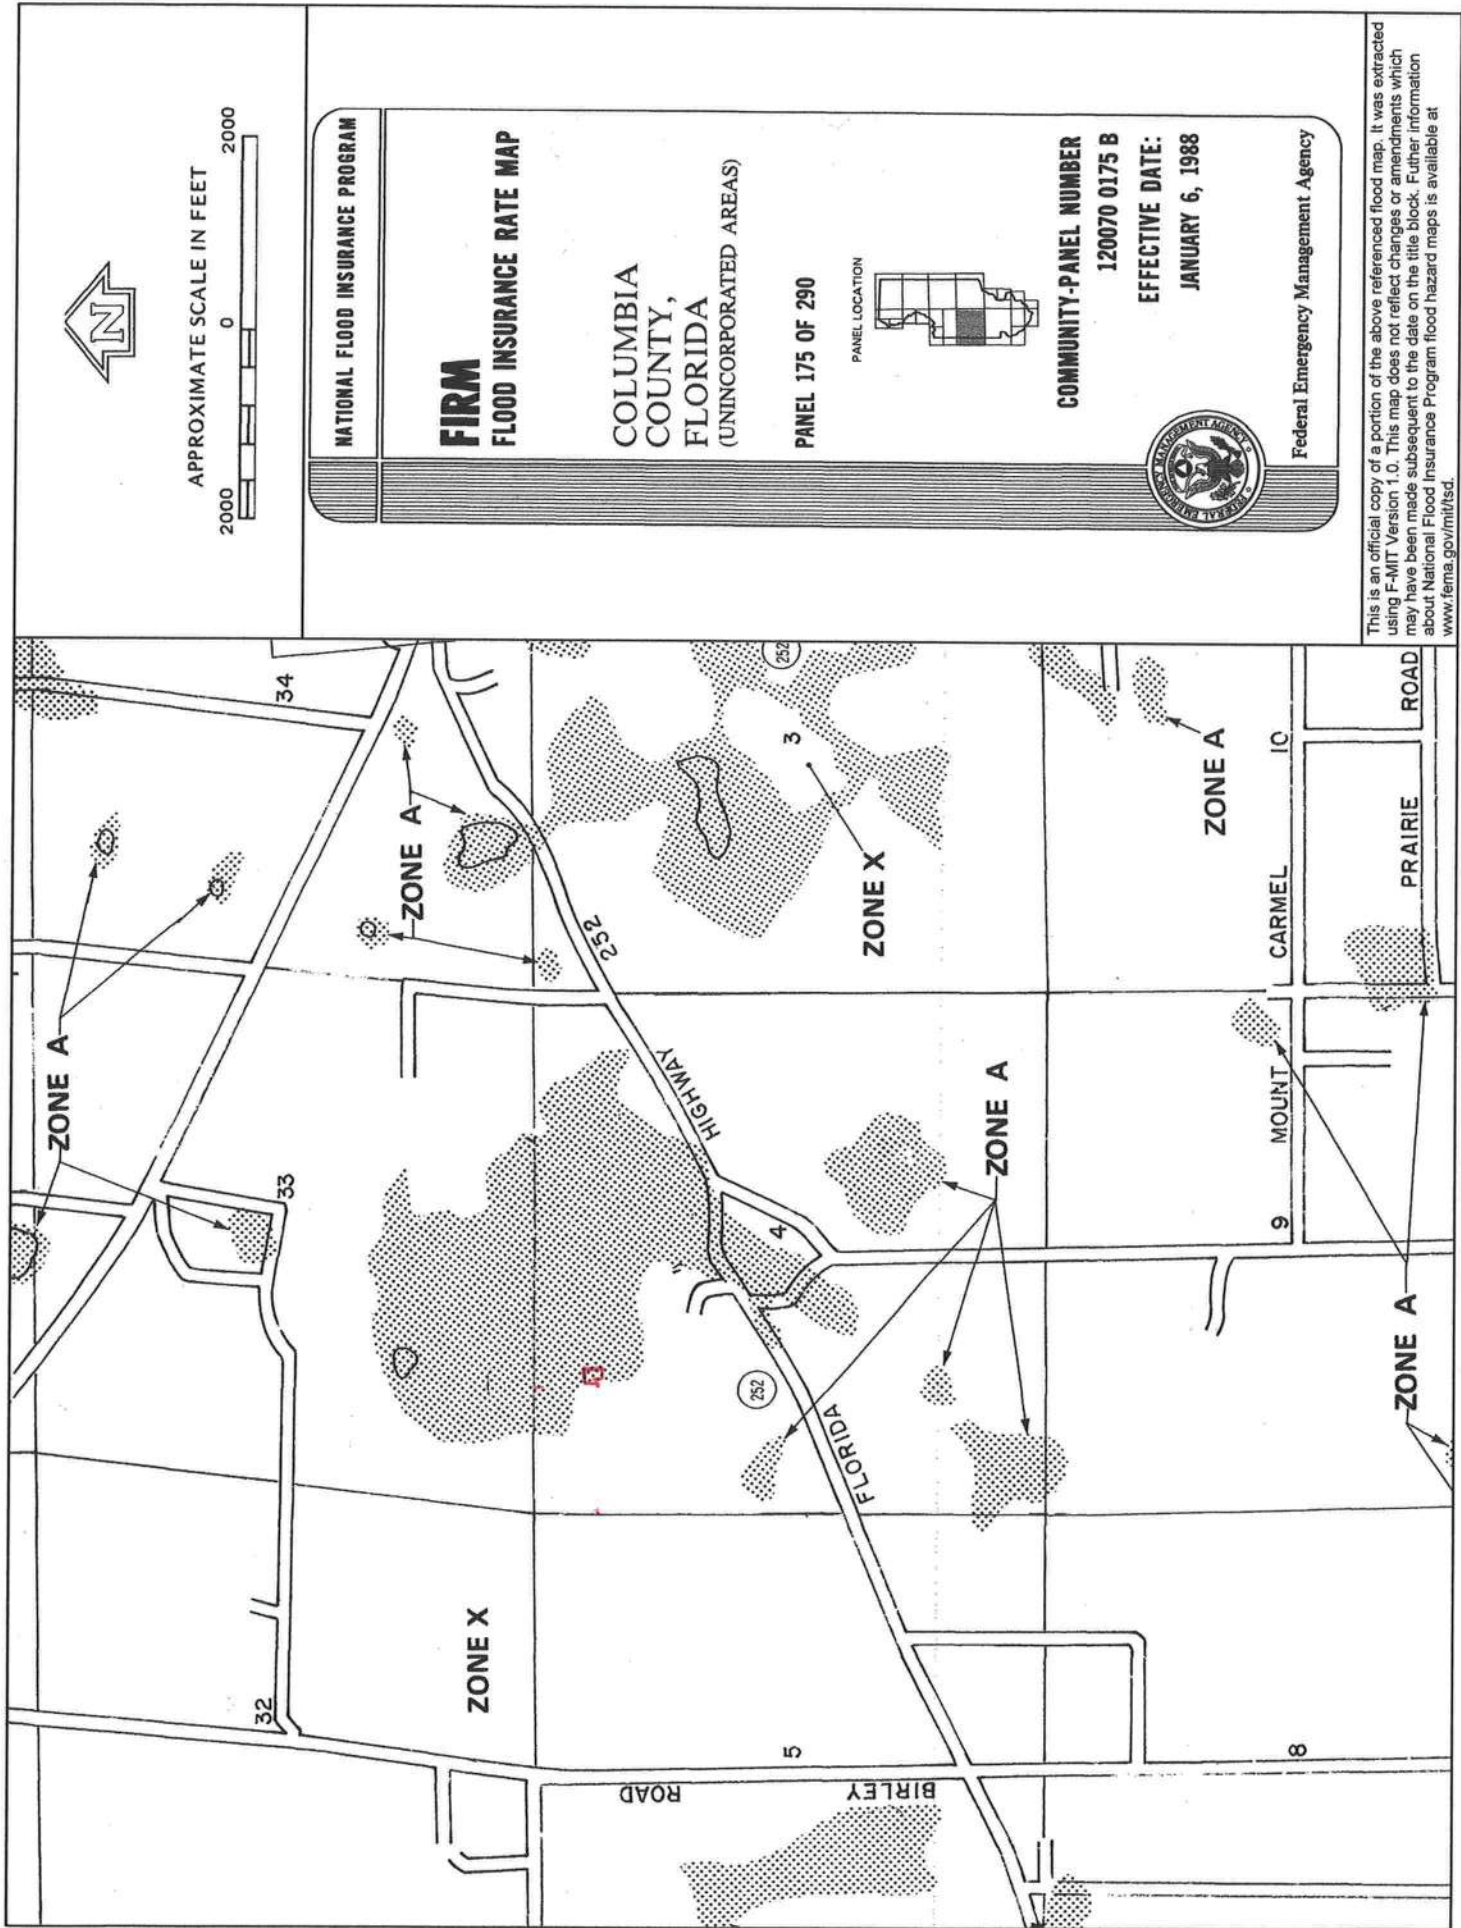 APPROXIMATE SCALE IN FEET
2000 0 2000
N
NATIONAL FLOOD INSURANCE PROGRAM
FIRM
FLOOD INSURANCE RATE MAP
COLUMBIA
COUNTY,
FLORIDA
(UNINCORPORATED AREAS)
PANEL 175 OF 290
PANEL LOCATION
COMMUNITY-PANEL NUMBER
120070 0175 B
EFFECTIVE DATE:
JANUARY 6, 1988
FEDERAL EMERGENCY MANAGEMENT AGENCY
Federal Emergency Management Agency
This is an official copy of a portion of the above referenced flood map. It was extracted
using F-MIT Version 1.0. This map does not reflect changes or amendments which
may have been made subsequent to the date on the title block. Futher information
about National Flood Insurance Program flood hazard maps is available at
www.fema.gov/mit/tsd.
ZONE A
34
ZONE A
33
32
ZONE X
252
HIGHWAY
252
3
ZONE X
4
252
FLORIDA
5
ROAD
BIRLEY
ZONE A
ZONE A
10
CARMEL
MOUNT
9
8
ROAD
PRAIRIE
ZONE A